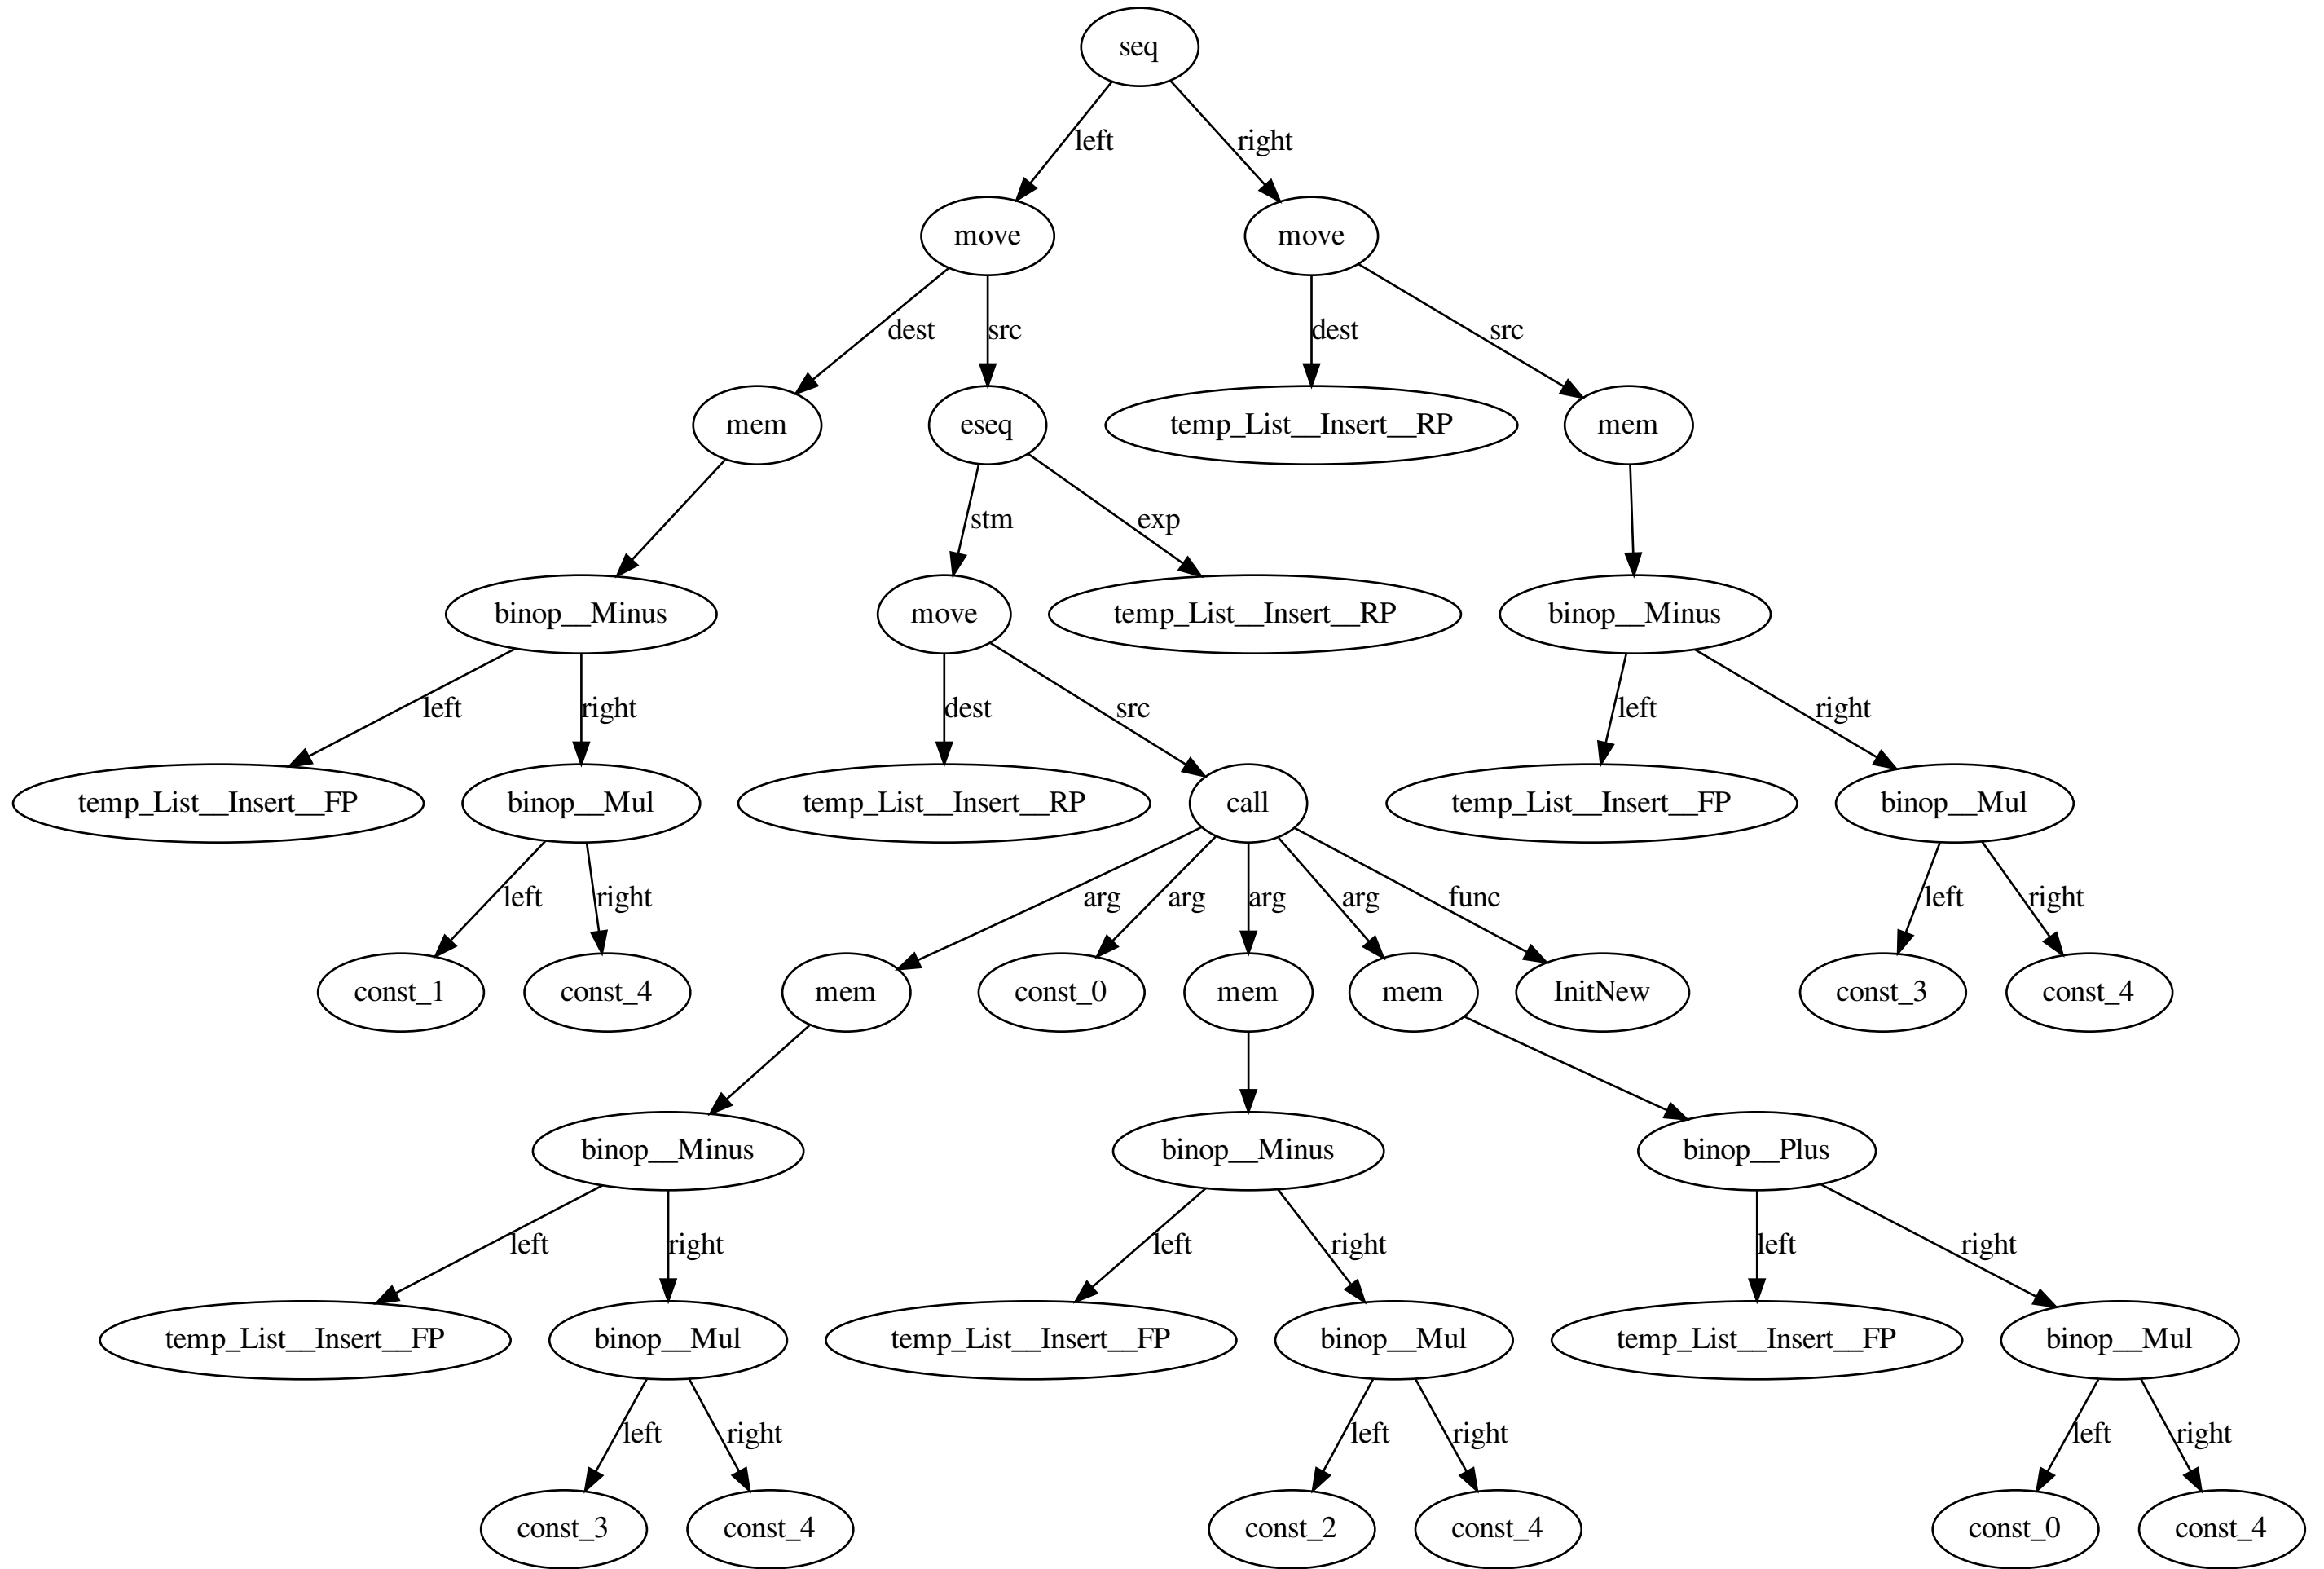 seq
left right
move move
dest src dest src
mem eseq temp_List__Insert__RP mem
stm exp
binop__Minus move temp_List__Insert__RP binop__Minus
left right dest src left right
temp_List__Insert__FP binop__Mul temp_List__Insert__RP call temp_List__Insert__FP binop__Mul
left right arg arg arg arg func left right
const_1 const_4 mem const_0 mem mem InitNew const_3 const_4
binop__Minus binop__Minus binop__Plus
left right left right left right
temp_List__Insert__FP binop__Mul temp_List__Insert__FP binop__Mul temp_List__Insert__FP binop__Mul
left right left right left right
const_3 const_4 const_2 const_4 const_0 const_4